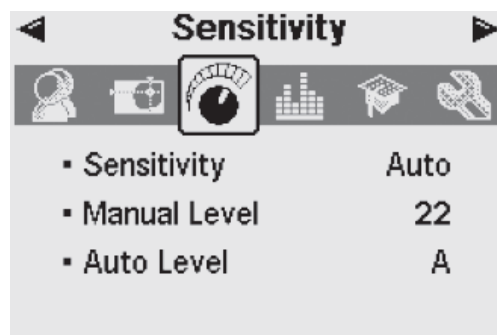 Sensitivity
▪ Sensitivity Auto
▪ Manual Level 22
▪ Auto Level A